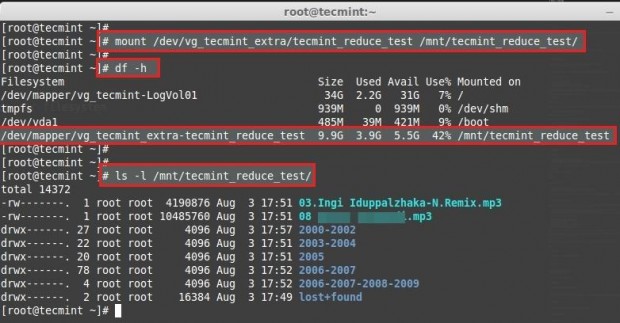 root@tecmint:~
[root@tecmint ~]#
[root@tecmint ~]# mount /dev/vg_tecmint_extra/tecmint_reduce_test /mnt/tecmint_reduce_test/
[root@tecmint ~]#
[root@tecmint ~]# df -h
Filesystem Size Used Avail Use% Mounted on
/dev/mapper/vg_tecmint-LogVol01 34G 2.2G 31G 7% /
tmpfs 939M 0 939M 0% /dev/shm
/dev/vda1 485M 39M 421M 9% /boot
/dev/mapper/vg_tecmint_extra-tecmint_reduce_test 9.9G 3.9G 5.5G 42% /mnt/tecmint_reduce_test
[root@tecmint ~]#
[root@tecmint ~]# ls -l /mnt/tecmint_reduce_test/
total 14372
-rw-------. 1 root root 4190876 Aug 3 17:51 03.Ingi Iduppalzhaka-N.Remix.mp3
-rw-------. 1 root root 10485760 Aug 3 17:51 08 .mp3
drwx------. 27 root root 4096 Aug 3 17:57 2000-2002
drwx------. 22 root root 4096 Aug 3 17:51 2003-2004
drwx------. 20 root root 4096 Aug 3 17:51 2005
drwx------. 78 root root 4096 Aug 3 17:52 2006-2007
drwx------. 4 root root 4096 Aug 3 17:52 2006-2007-2008-2009
drwx------. 2 root root 16384 Aug 3 17:49 lost+found
[root@tecmint ~]#